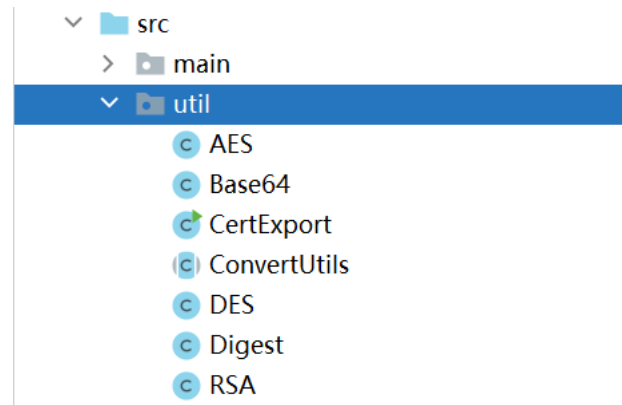 src
main
util
C AES
C Base64
C CertExport
C ConvertUtils
C DES
C Digest
C RSA